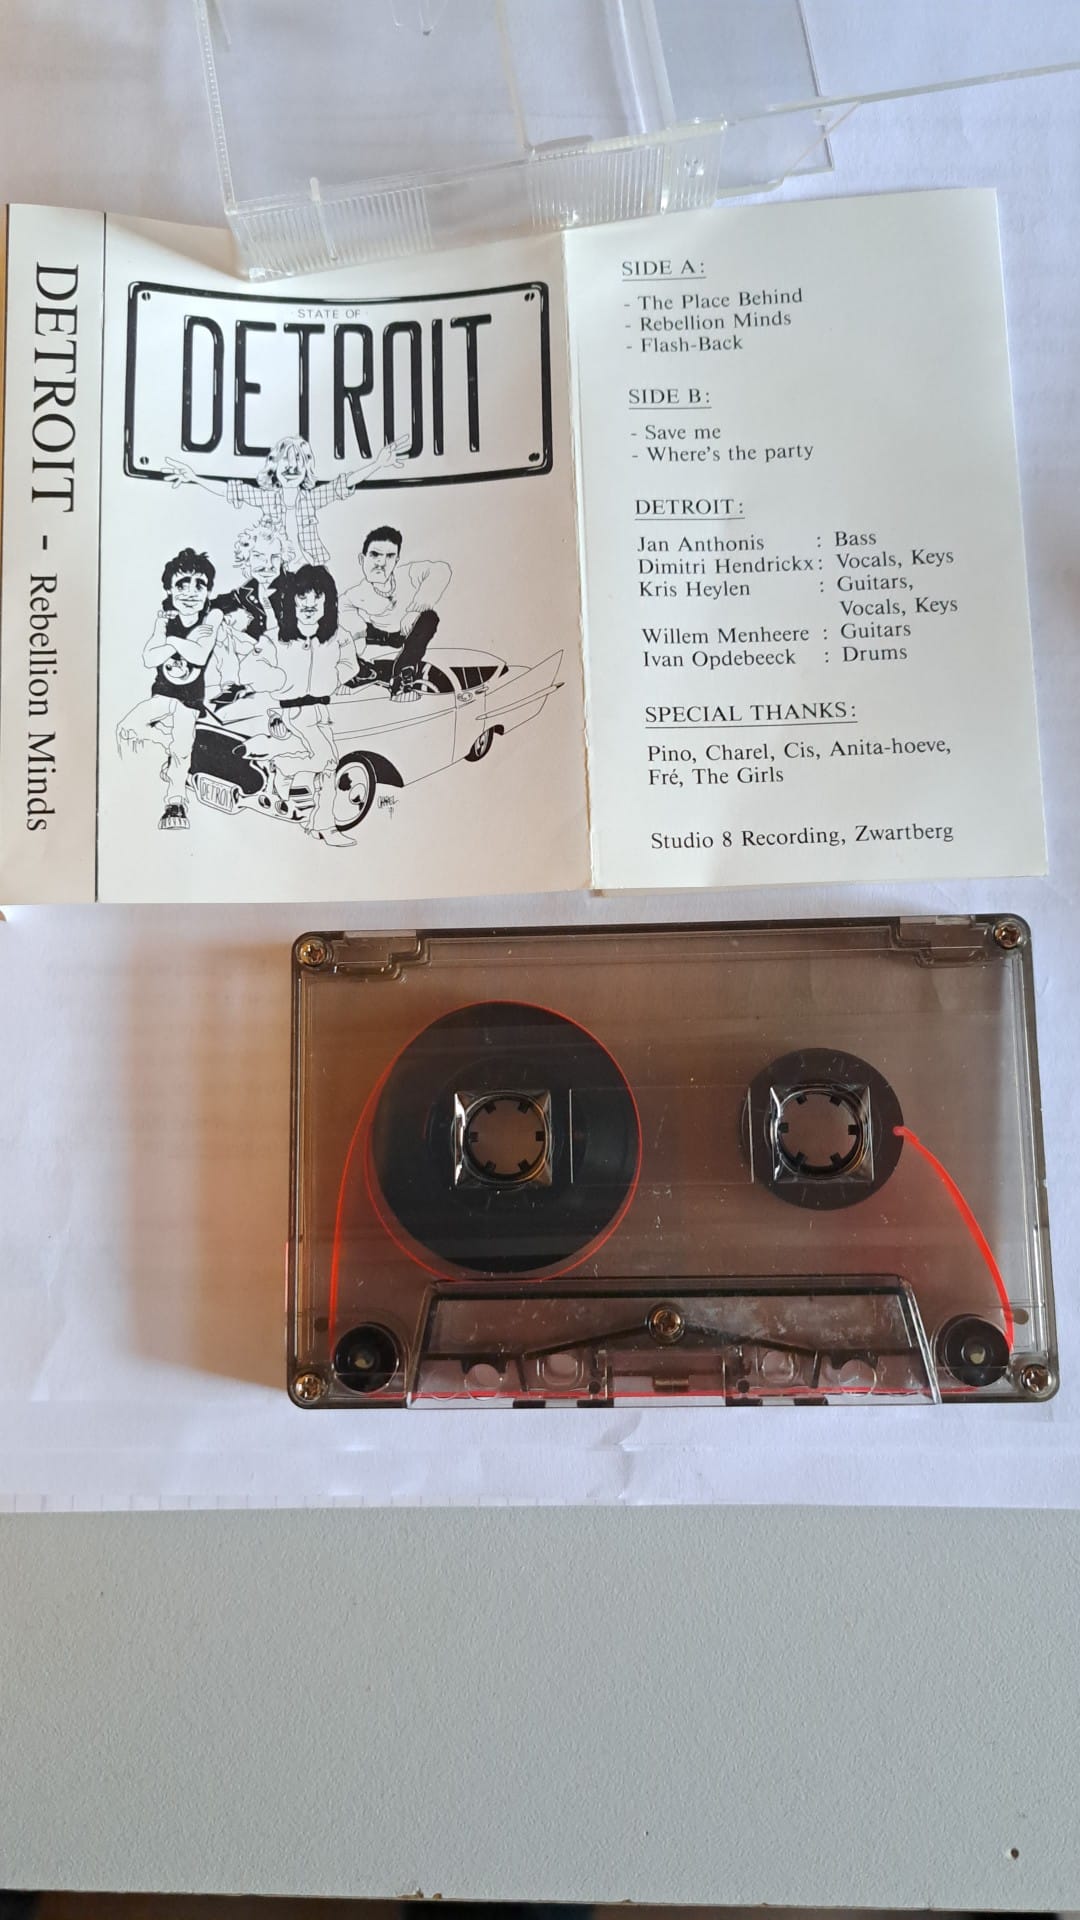 DETROIT - Rebellion Minds
STATE OF
DETROIT
DETROIT
CHAREL
SIDE A:
- The Place Behind
- Rebellion Minds
- Flash-Back
SIDE B:
- Save me
- Where's the party
DETROIT:
Jan Anthonis : Bass
Dimitri Hendrickx: Vocals, Keys
Kris Heylen : Guitars,
Vocals, Keys
Willem Menheere : Guitars
Ivan Opdebeeck : Drums
SPECIAL THANKS:
Pino, Charel, Cis, Anita-hoeve,
Fré, The Girls
Studio 8 Recording, Zwartberg